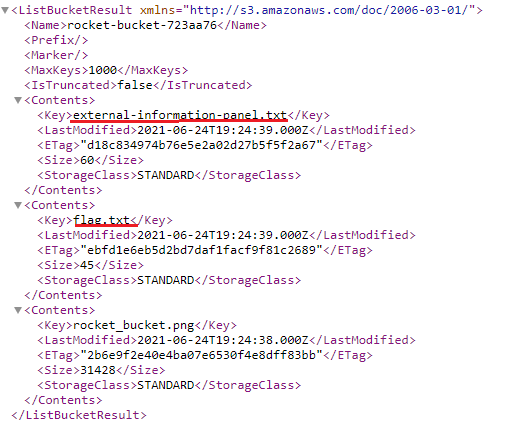 <ListBucketResult xmlns="http://s3.amazonaws.com/doc/2006-03-01/">
<Name>rocket-bucket-723aa76</Name>
<Prefix/>
<Marker/>
<MaxKeys>1000</MaxKeys>
<IsTruncated>false</IsTruncated>
<Contents>
<Key>external-information-panel.txt</Key>
<LastModified>2021-06-24T19:24:39.000Z</LastModified>
<ETag>"d18c834974b76e5e2a02d27b5f5f2a67"</ETag>
<Size>60</Size>
<StorageClass>STANDARD</StorageClass>
</Contents>
<Contents>
<Key>flag.txt</Key>
<LastModified>2021-06-24T19:24:39.000Z</LastModified>
<ETag>"ebfd1e6eb5d2bd7daf1facf9f81c2689"</ETag>
<Size>45</Size>
<StorageClass>STANDARD</StorageClass>
</Contents>
<Contents>
<Key>rocket_bucket.png</Key>
<LastModified>2021-06-24T19:24:38.000Z</LastModified>
<ETag>"2b6e9f2e40e4ba07e6530f4e8dff83bb"</ETag>
<Size>31428</Size>
<StorageClass>STANDARD</StorageClass>
</Contents>
</ListBucketResult>